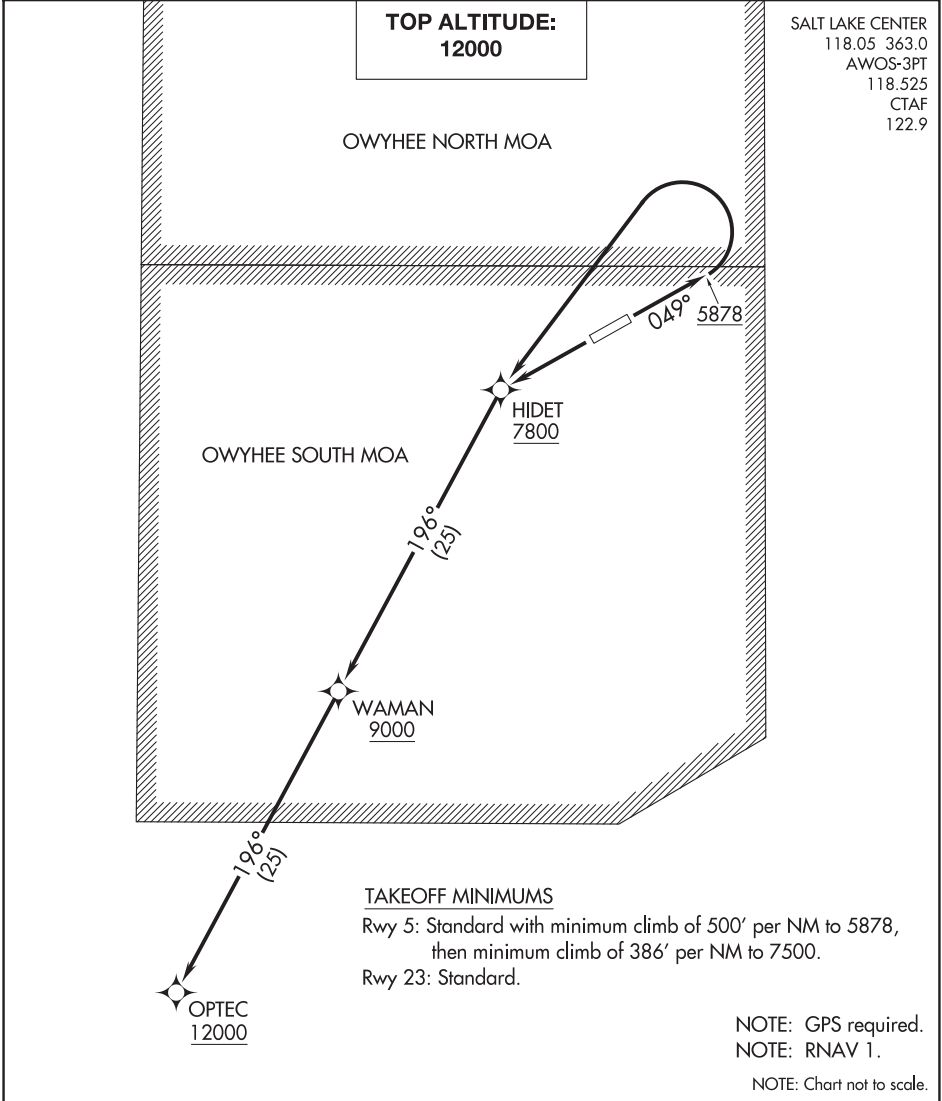 TOP ALTITUDE:
12000
SALT LAKE CENTER
118.05 363.0
AWOS-3PT
118.525
CTAF
122.9
OWYHEE NORTH MOA
049°
5878
HIDET
7800
OWYHEE SOUTH MOA
196°
(25)
WAMAN
9000
196°
(25)
TAKEOFF MINIMUMS
Rwy 5: Standard with minimum climb of 500' per NM to 5878,
then minimum climb of 386' per NM to 7500.
Rwy 23: Standard.
OPTEC
12000
NOTE: GPS required.
NOTE: RNAV 1.
NOTE: Chart not to scale.